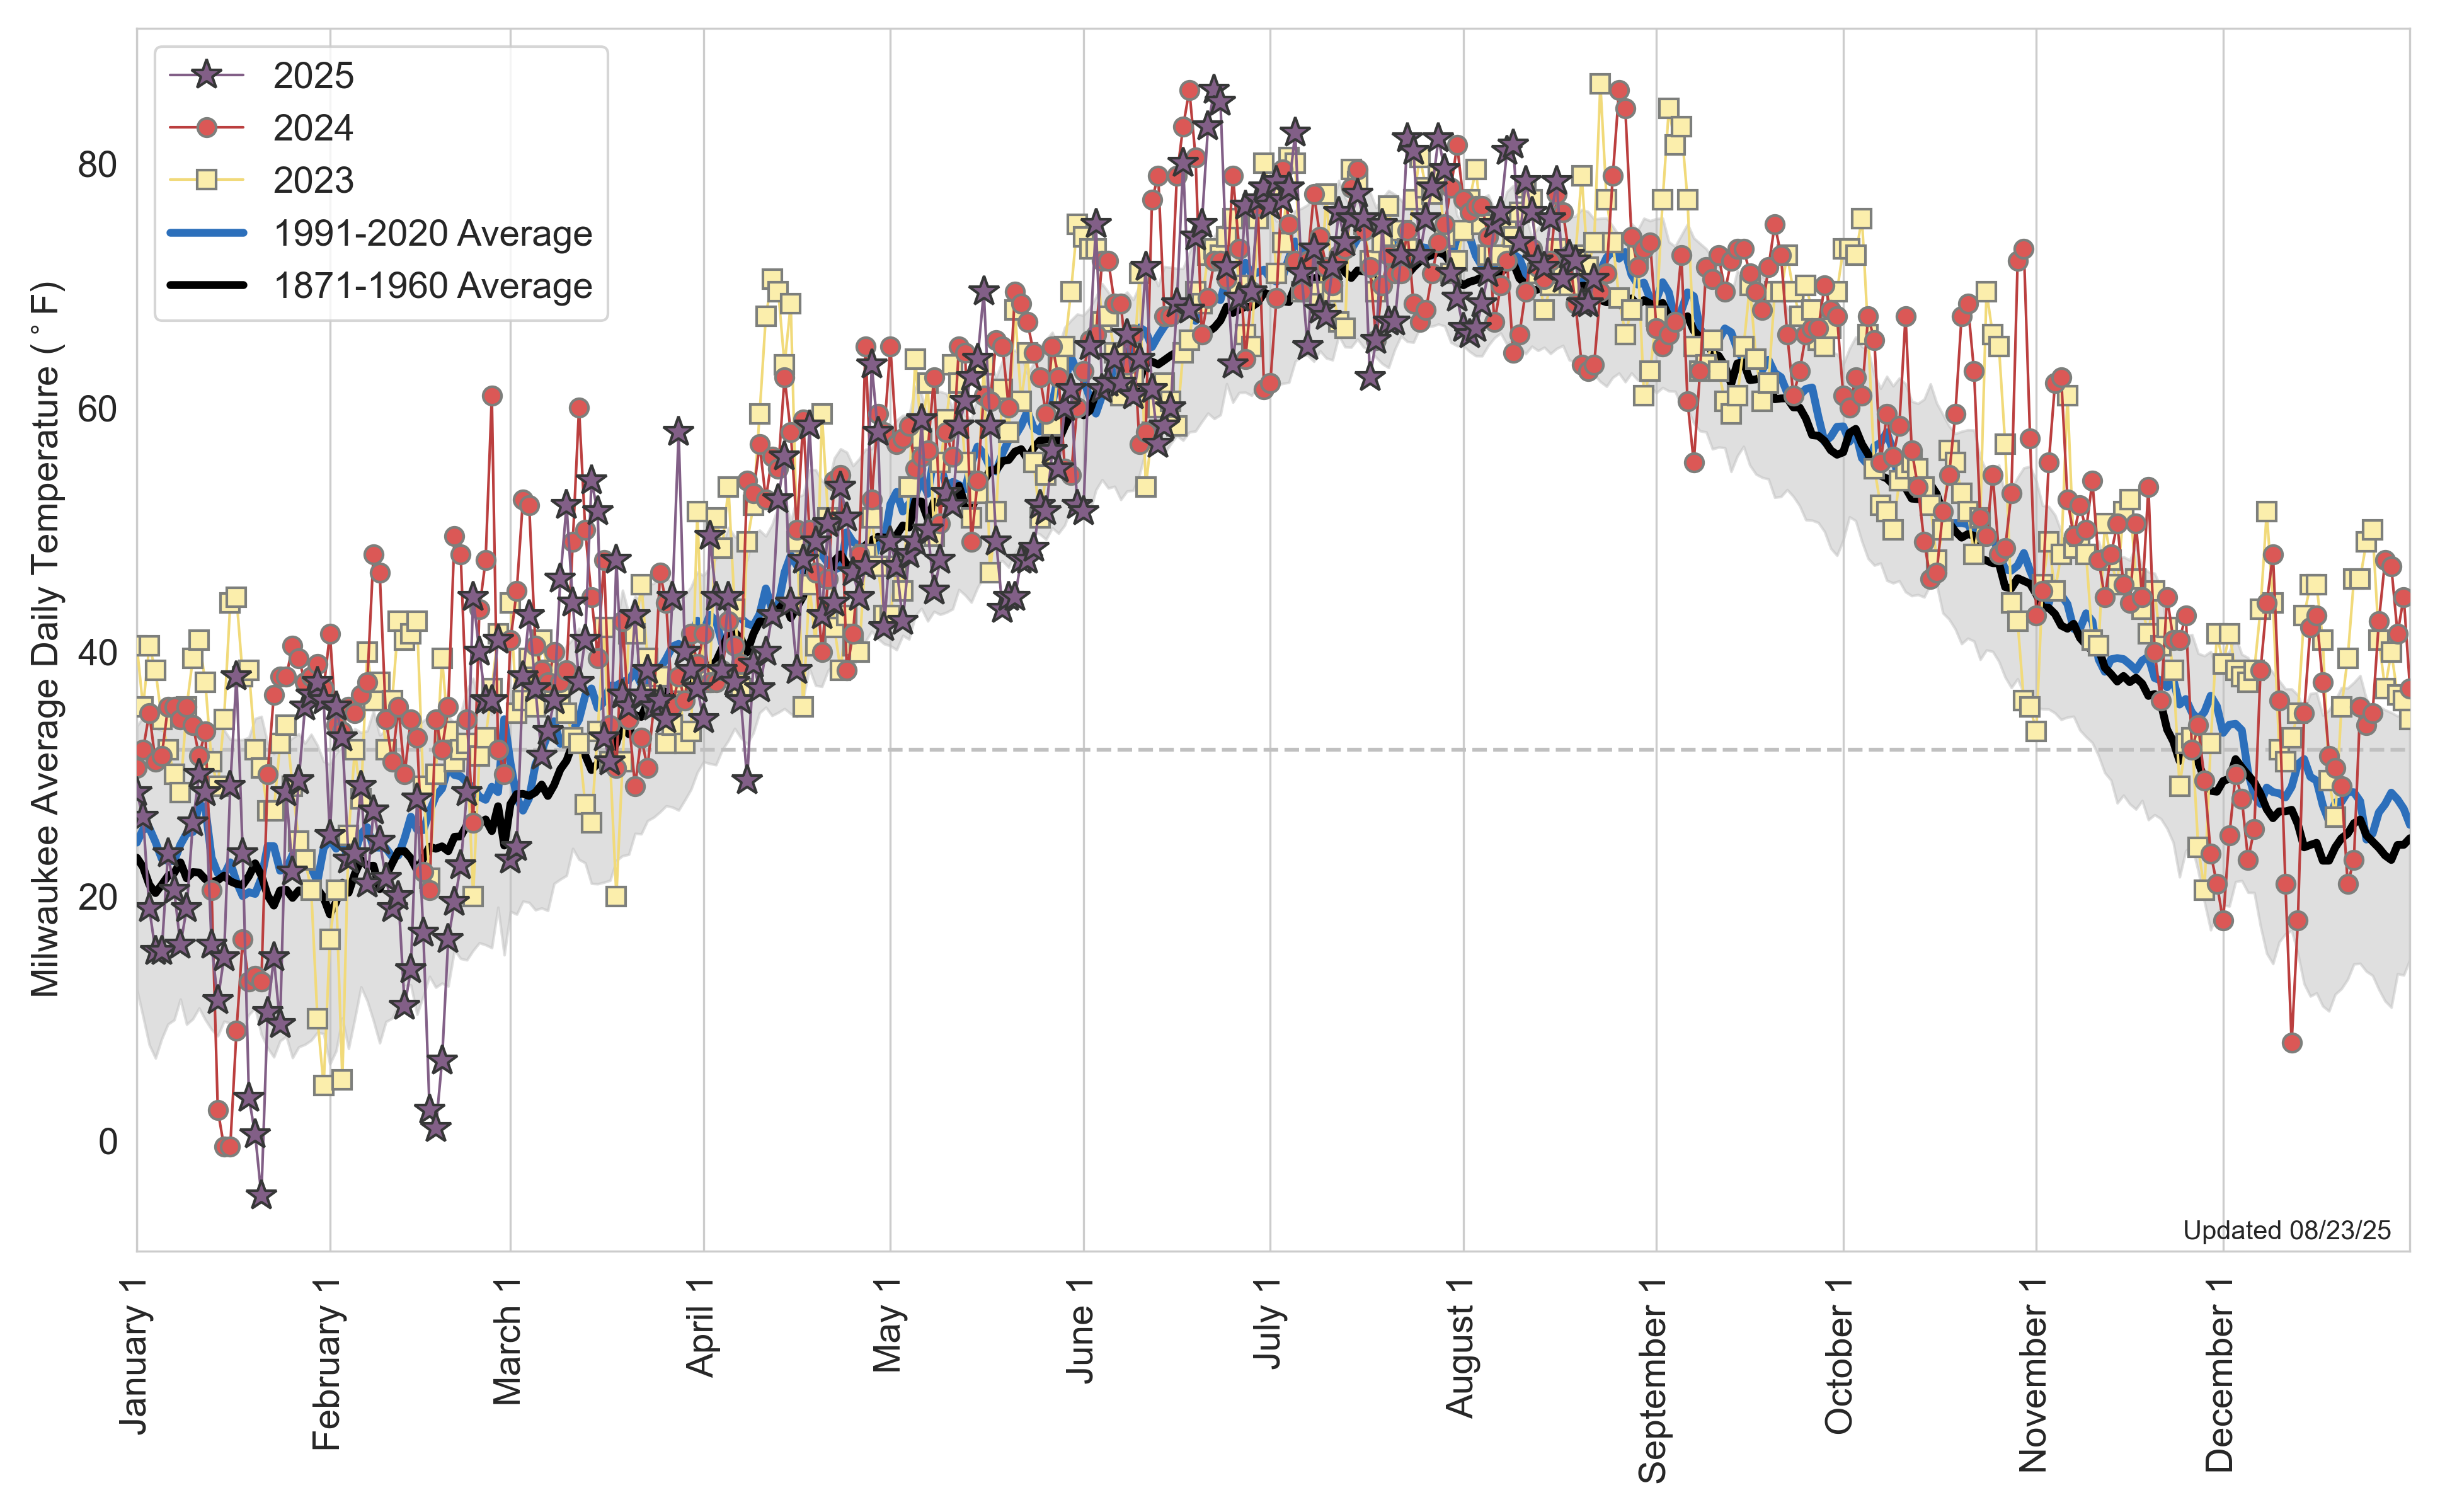 2025
2024
2023
1991-2020 Average
1871-1960 Average
Milwaukee Average Daily Temperature (°F)
80
60
40
20
0
Updated 08/23/25
January 1
February 1
March 1
April 1
May 1
June 1
July 1
August 1
September 1
October 1
November 1
December 1